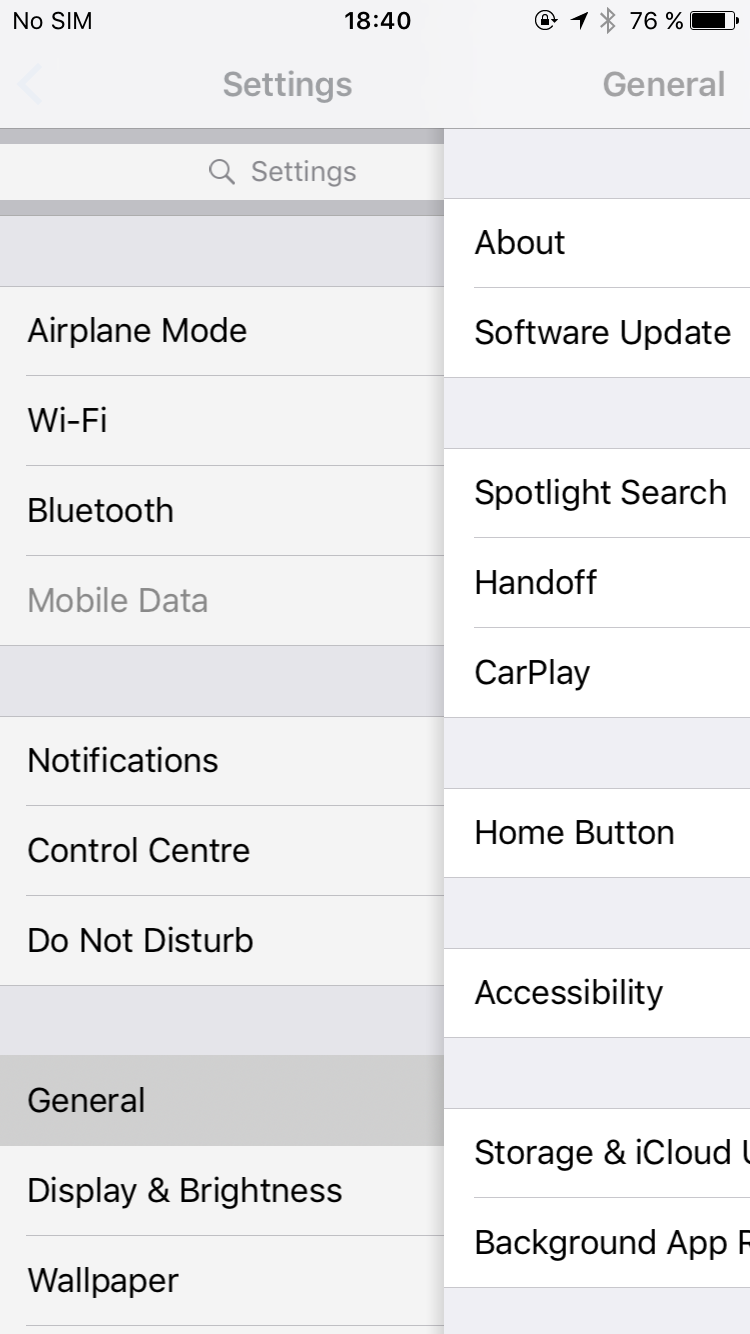 No SIM 18:40 76 %
Settings
General
Settings
Airplane Mode
Wi-Fi
Bluetooth
Mobile Data
Notifications
Control Centre
Do Not Disturb
General
Display & Brightness
Wallpaper
About
Software Update
Spotlight Search
Handoff
CarPlay
Home Button
Accessibility
Storage & iCloud
Background App